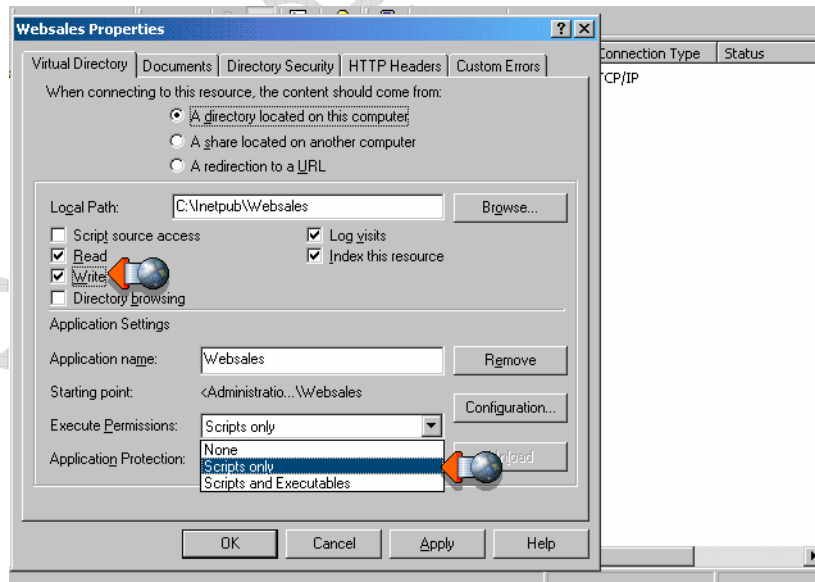 Websales Properties
Virtual Directory Documents Directory Security HTTP Headers Custom Errors
Connection Type Status
TCP/IP
When connecting to this resource, the content should come from:
A directory located on this computer
A share located on another computer
A redirection to a URL
Local Path: C:\Inetpub\Websales Browse...
Script source access Log visits
Read Index this resource
Write
Directory browsing
Application Settings
Application name: Websales Remove
Starting point: <Administratio...\Websales
Configuration...
Execute Permissions: Scripts only
None
Application Protection:
Scripts only
Scripts and Executables
OK Cancel Apply Help